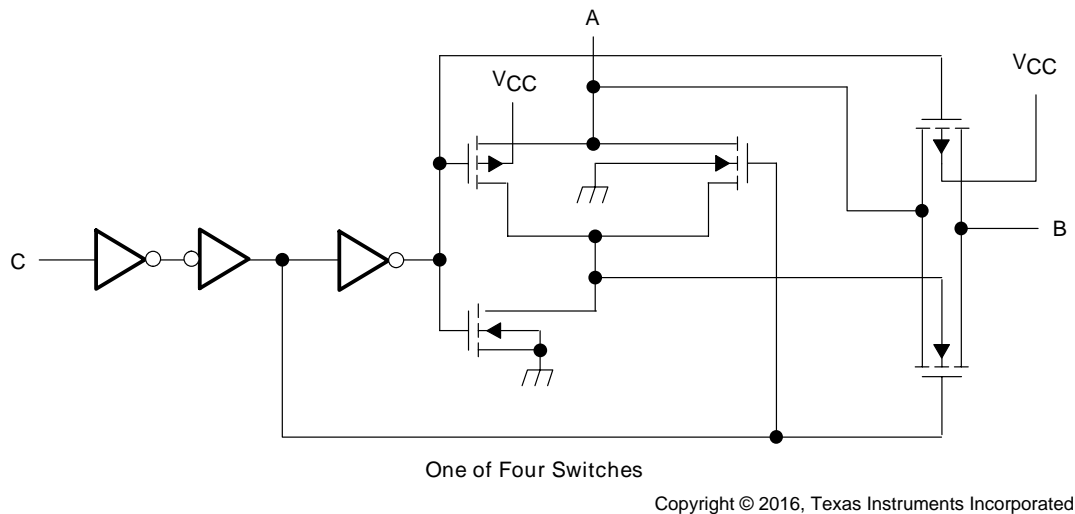 A
VCC
VCC
C
B
One of Four Switches
Copyright © 2016, Texas Instruments Incorporated